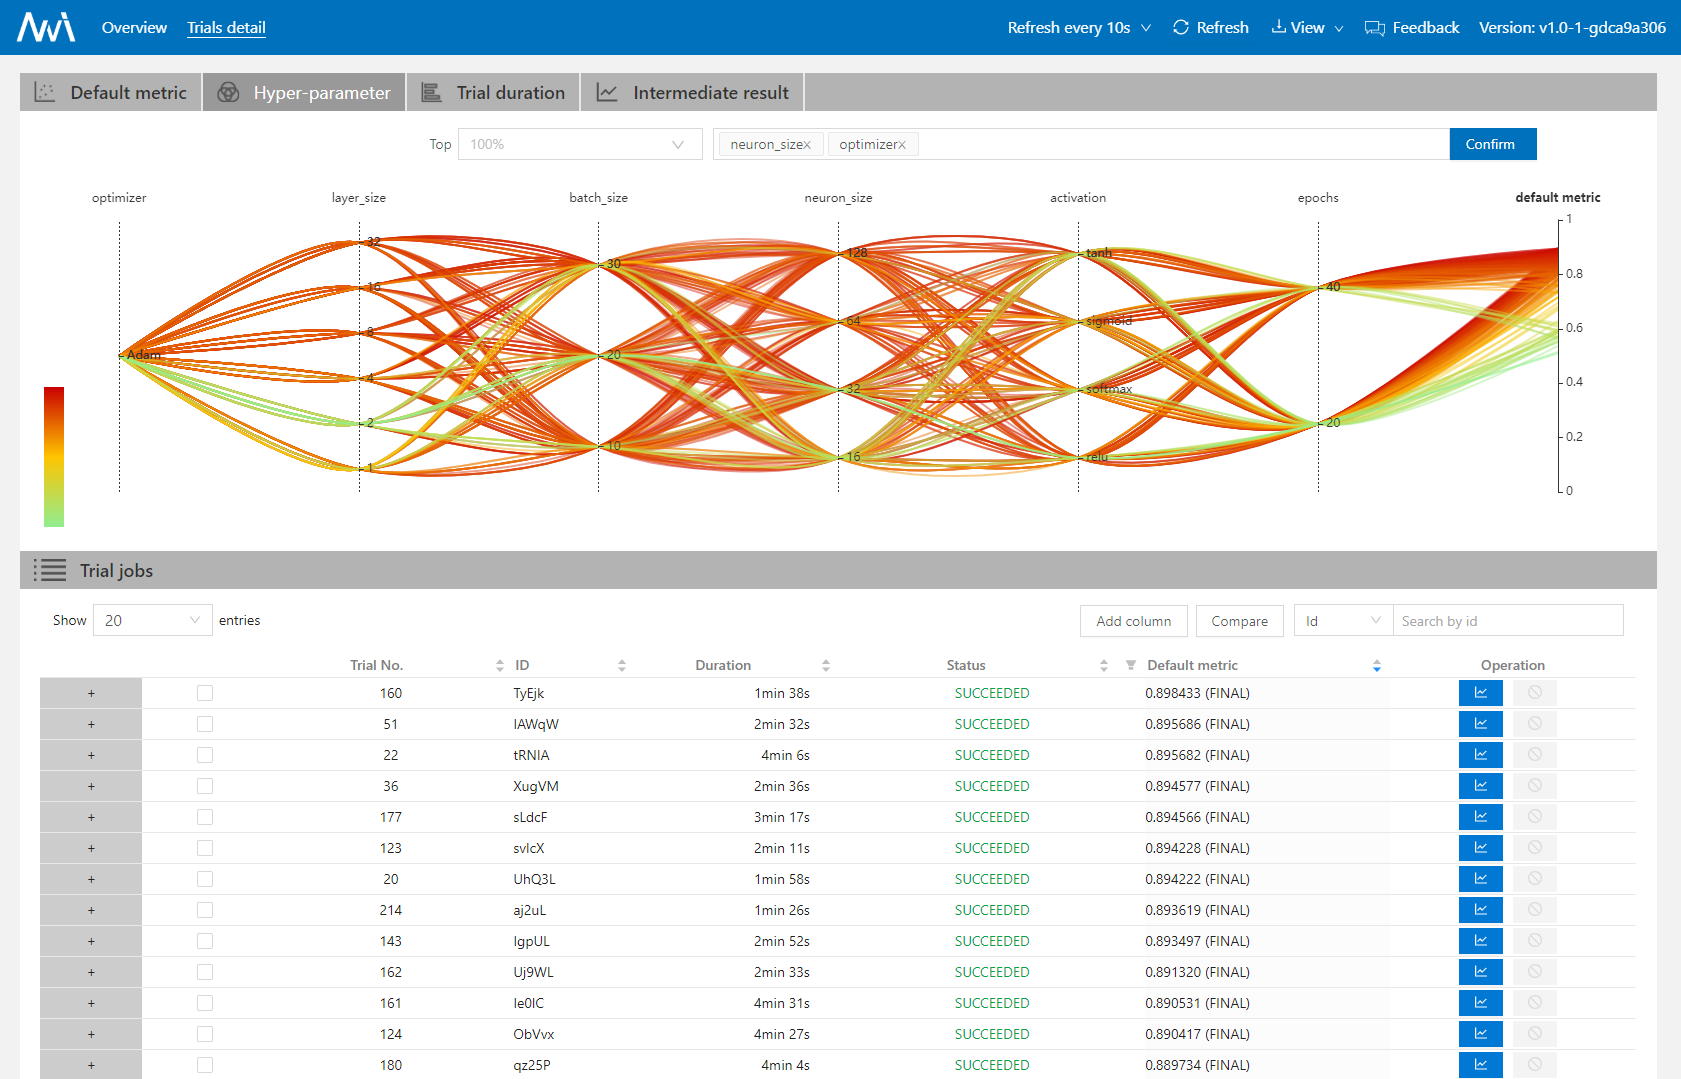 Overview Trials detail Refresh every 10s Refresh View Feedback Version: v1.0-1-gdca9a306
Default metric Hyper-parameter Trial duration Intermediate result
Top 100% neuron_size× optimizer× Confirm
optimizer layer_size batch_size neuron_size activation epochs default metric
1
32 30 128 tanh
16 40 0.8
8 64 sigmoid 0.6
Adam 20
4 32 softmax 0.4
2 20 0.2
1 10 16 relu
0
Trial jobs
Show 20 entries Add column Compare Id Search by id
Trial No. ID Duration Status Default metric Operation
+ 160 TyEjk 1min 38s SUCCEEDED 0.898433 (FINAL)
+ 51 IAWqW 2min 32s SUCCEEDED 0.895686 (FINAL)
+ 22 tRNIA 4min 6s SUCCEEDED 0.895682 (FINAL)
+ 36 XugVM 2min 36s SUCCEEDED 0.894577 (FINAL)
+ 177 sLdcF 3min 17s SUCCEEDED 0.894566 (FINAL)
+ 123 svIcX 2min 11s SUCCEEDED 0.894228 (FINAL)
+ 20 UhQ3L 1min 58s SUCCEEDED 0.894222 (FINAL)
+ 214 aj2uL 1min 26s SUCCEEDED 0.893619 (FINAL)
+ 143 IgpUL 2min 52s SUCCEEDED 0.893497 (FINAL)
+ 162 Uj9WL 2min 33s SUCCEEDED 0.891320 (FINAL)
+ 161 Ie0IC 4min 31s SUCCEEDED 0.890531 (FINAL)
+ 124 ObVvx 4min 27s SUCCEEDED 0.890417 (FINAL)
+ 180 qz25P 4min 4s SUCCEEDED 0.889734 (FINAL)